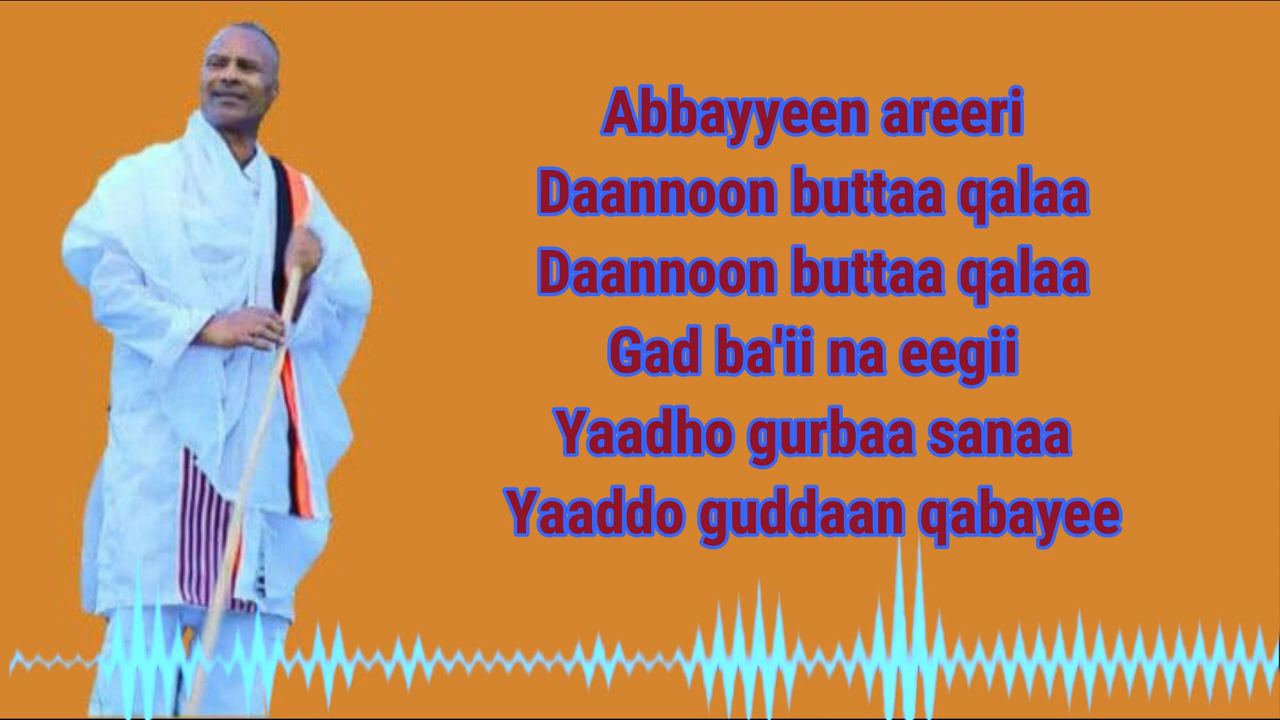 Abbayyeen areeri
Daannoon buttaa qalaa
Daannoon buttaa qalaa
Gad ba'ii na eegii
Yaadho gurbaa sanaa
Yaaddo guddaan qabayee